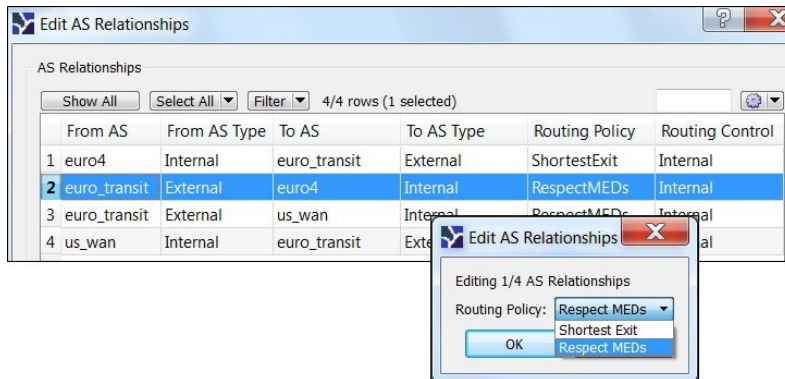 Edit AS Relationships
AS Relationships
Show All Select All Filter 4/4 rows (1 selected)
From AS From AS Type To AS To AS Type Routing Policy Routing Control
1 euro4 Internal euro_transit External ShortestExit Internal
2 euro_transit External euro4 Internal RespectMEDs Internal
3 euro_transit External us_wan Internal RespectMEDs Internal
4 us_wan Internal euro_transit
Edit AS Relationships
Editing 1/4 AS Relationships
Routing Policy: Respect MEDs
Shortest Exit
OK Respect MEDs